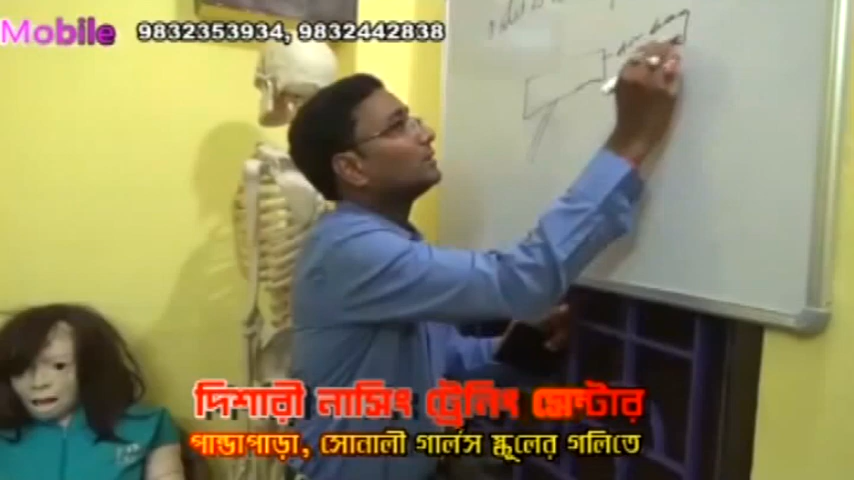 Mobile 9832353934, 9832442838
দিশারী নার্সিং ট্রেনিং সেন্টার
পান্ডাপাড়া, সোনালী গার্লস স্কুলের গলিতে